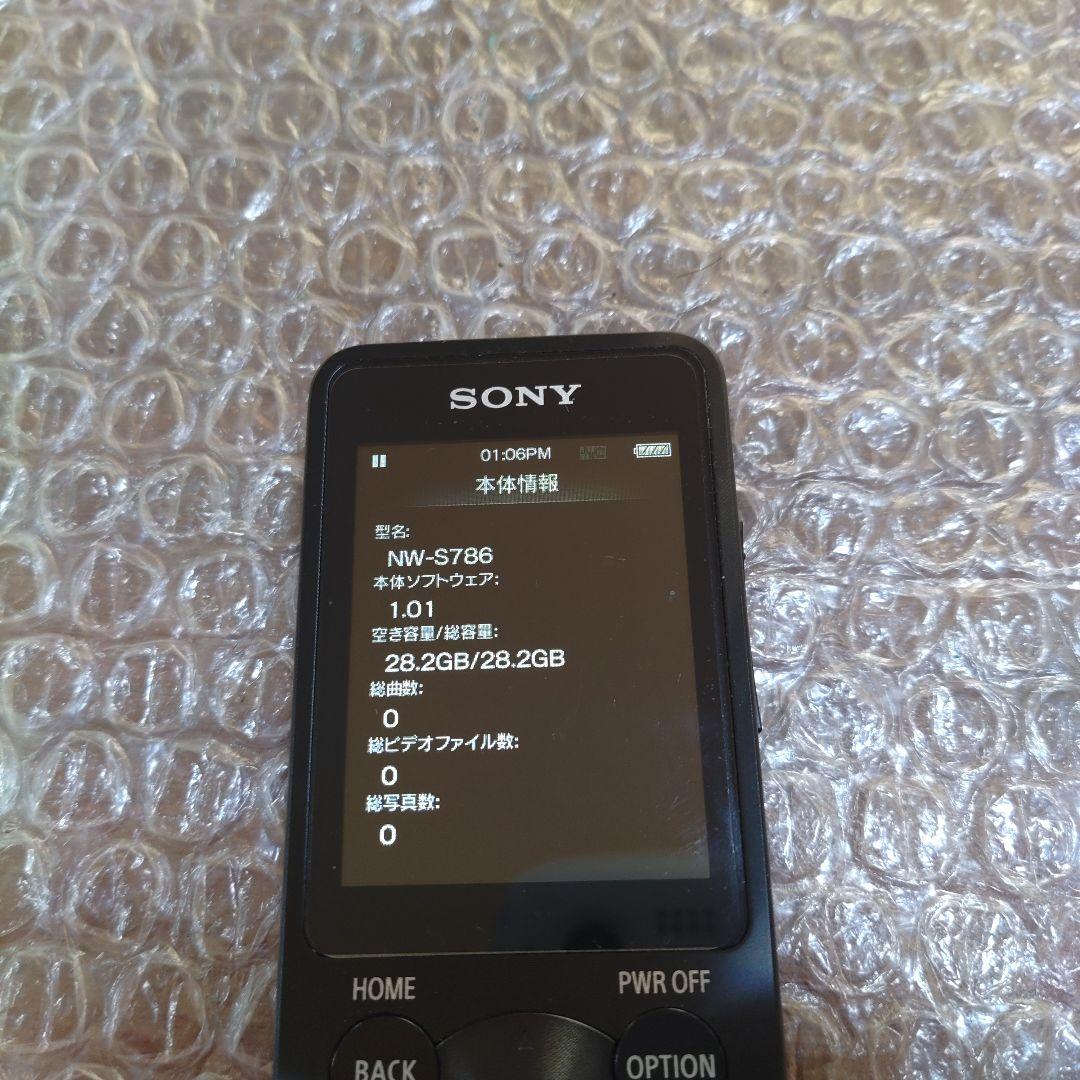 SONY
01:06PM
本体情報
型名:
NW-S786
本体ソフトウェア:
1.01
空き容量/総容量:
28.2GB/28.2GB
総曲数:
0
総ビデオファイル数:
0
総写真数:
0
HOME
PWR OFF
BACK
OPTION